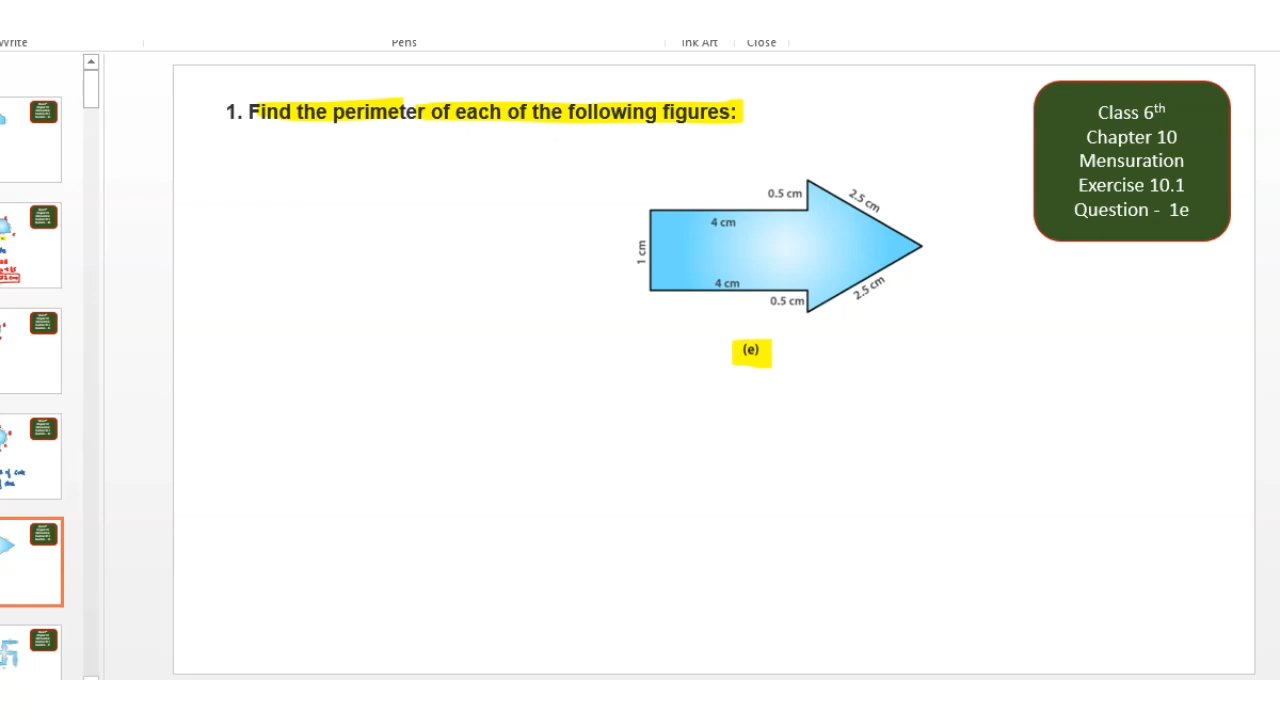 Write
Pens
Ink Art
Close
1. Find the perimeter of each of the following figures:
Class 6th
Chapter 10
Mensuration
Exercise 10.1
Question - 1e
0.5 cm
2.5 cm
4 cm
1 cm
4 cm
0.5 cm
2.5 cm
(e)